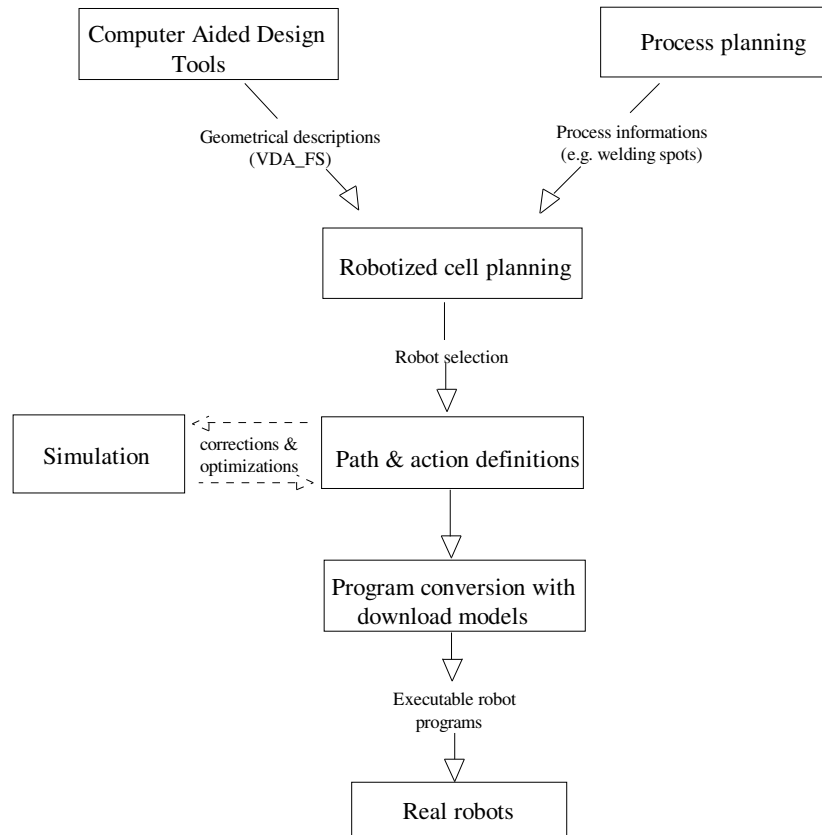 Computer Aided Design
Tools
Process planning
Geometrical descriptions
(VDA_FS)
Process informations
(e.g. welding spots)
Robotized cell planning
Robot selection
Simulation
corrections &
optimizations
Path & action definitions
Program conversion with
download models
Executable robot
programs
Real robots